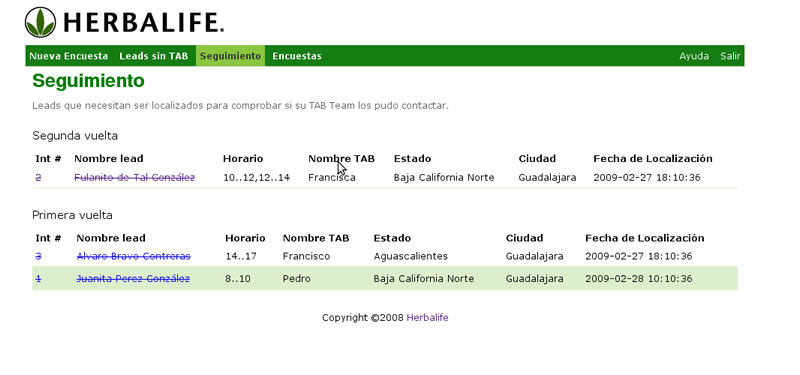 HERBALIFE.
Nueva Encuesta Leads sin TAB Seguimiento Encuestas Ayuda Salir
Seguimiento
Leads que necesitan ser localizados para comprobar si su TAB Team los pudo contactar.
Segunda vuelta
Int # Nombre lead Horario Nombre TAB Estado Ciudad Fecha de Localización
2 Fulanito de Tal González 10..12,12..14 Francisca Baja California Norte Guadalajara 2009-02-27 18:10:36
Primera vuelta
Int # Nombre lead Horario Nombre TAB Estado Ciudad Fecha de Localización
3 Alvaro Bravo Contreras 14..17 Francisco Aguascalientes Guadalajara 2009-02-27 18:10:36
1 Juanita Perez González 8..10 Pedro Baja California Norte Guadalajara 2009-02-28 10:10:36
Copyright ©2008 Herbalife